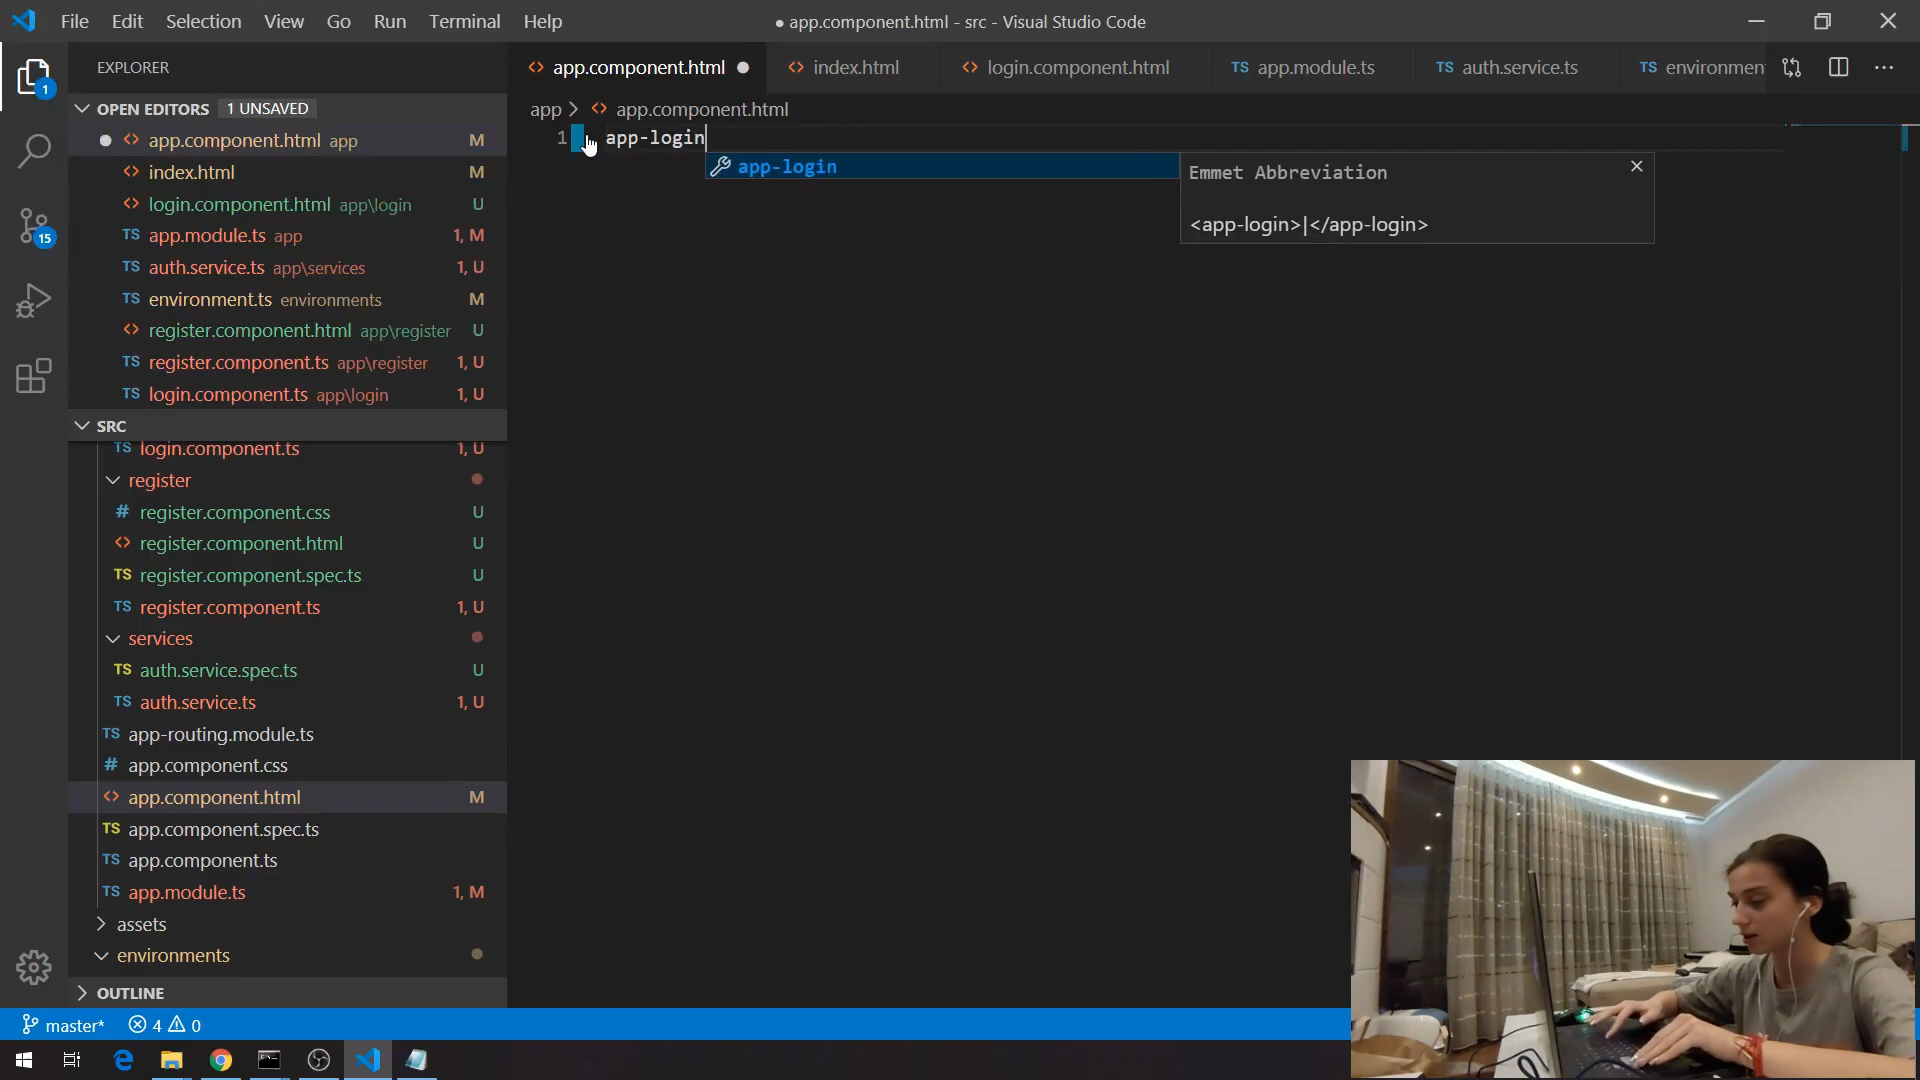 File Edit Selection View Go Run Terminal Help
● app.component.html - src - Visual Studio Code
EXPLORER
OPEN EDITORS 1 UNSAVED
app.component.html app M
index.html M
login.component.html app\login U
TS app.module.ts app 1, M
TS auth.service.ts app\services 1, U
TS environment.ts environments M
register.component.html app\register U
TS register.component.ts app\register 1, U
TS login.component.ts app\login 1, U
SRC
TS login.component.ts 1, U
register
# register.component.css U
register.component.html U
TS register.component.spec.ts U
TS register.component.ts 1, U
services
TS auth.service.spec.ts U
TS auth.service.ts 1, U
TS app-routing.module.ts
# app.component.css
app.component.html M
TS app.component.spec.ts
TS app.component.ts
TS app.module.ts 1, M
assets
environments
OUTLINE
1
15
app.component.html index.html login.component.html TS app.module.ts TS auth.service.ts TS environmen
app > app.component.html
1 app-login
app-login
Emmet Abbreviation
<app-login>|</app-login>
master* 4 0